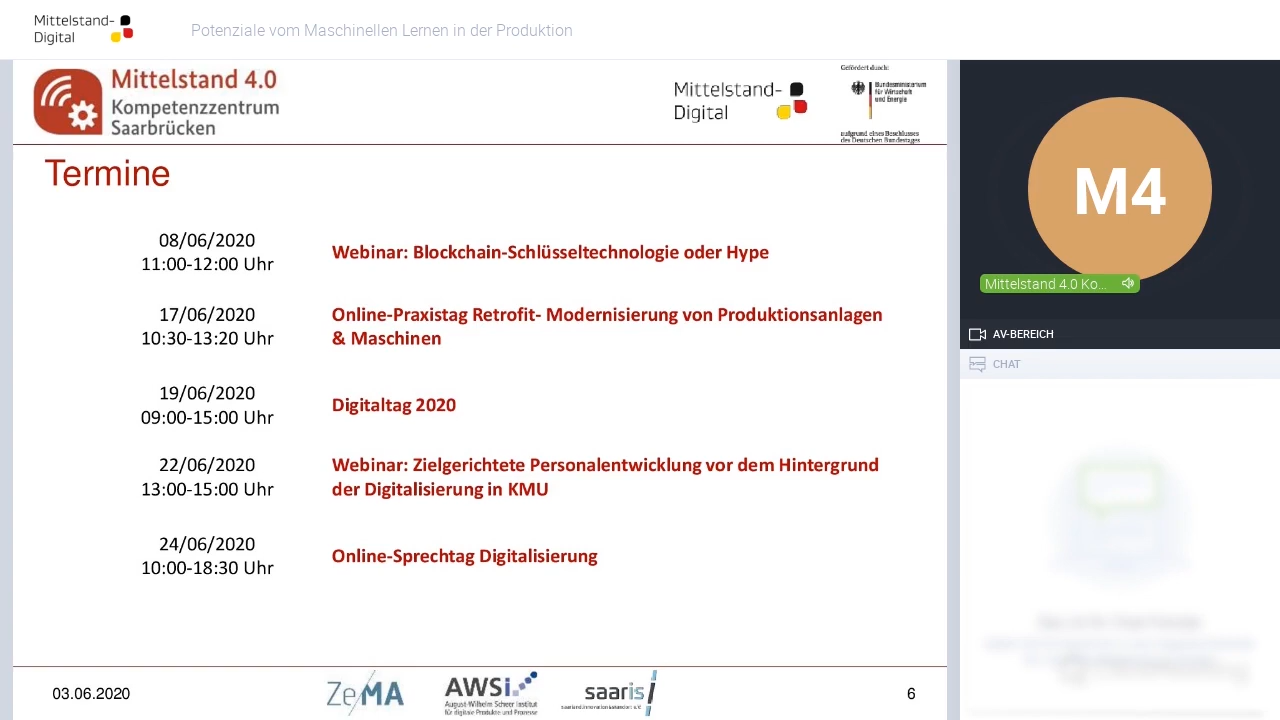 Mittelstand-
Digital
Potenziale vom Maschinellen Lernen in der Produktion
Mittelstand 4.0
Kompetenzzentrum
Saarbrücken
Mittelstand-
Digital
Gefördert durch:
Bundesministerium
für Wirtschaft
und Energie
aufgrund eines Beschlusses
des Deutschen Bundestages
Termine
08/06/2020
11:00-12:00 Uhr
Webinar: Blockchain-Schlüsseltechnologie oder Hype
17/06/2020
10:30-13:20 Uhr
Online-Praxistag Retrofit- Modernisierung von Produktionsanlagen
& Maschinen
19/06/2020
09:00-15:00 Uhr
Digitaltag 2020
22/06/2020
13:00-15:00 Uhr
Webinar: Zielgerichtete Personalentwicklung vor dem Hintergrund
der Digitalisierung in KMU
24/06/2020
10:00-18:30 Uhr
Online-Sprechtag Digitalisierung
03.06.2020
ZeMA
AWSi
August-Wilhelm Scheer Institut
für digitale Produkte und Prozesse
saaris
6
M4
Mittelstand 4.0 Ko...
AV-BEREICH
CHAT